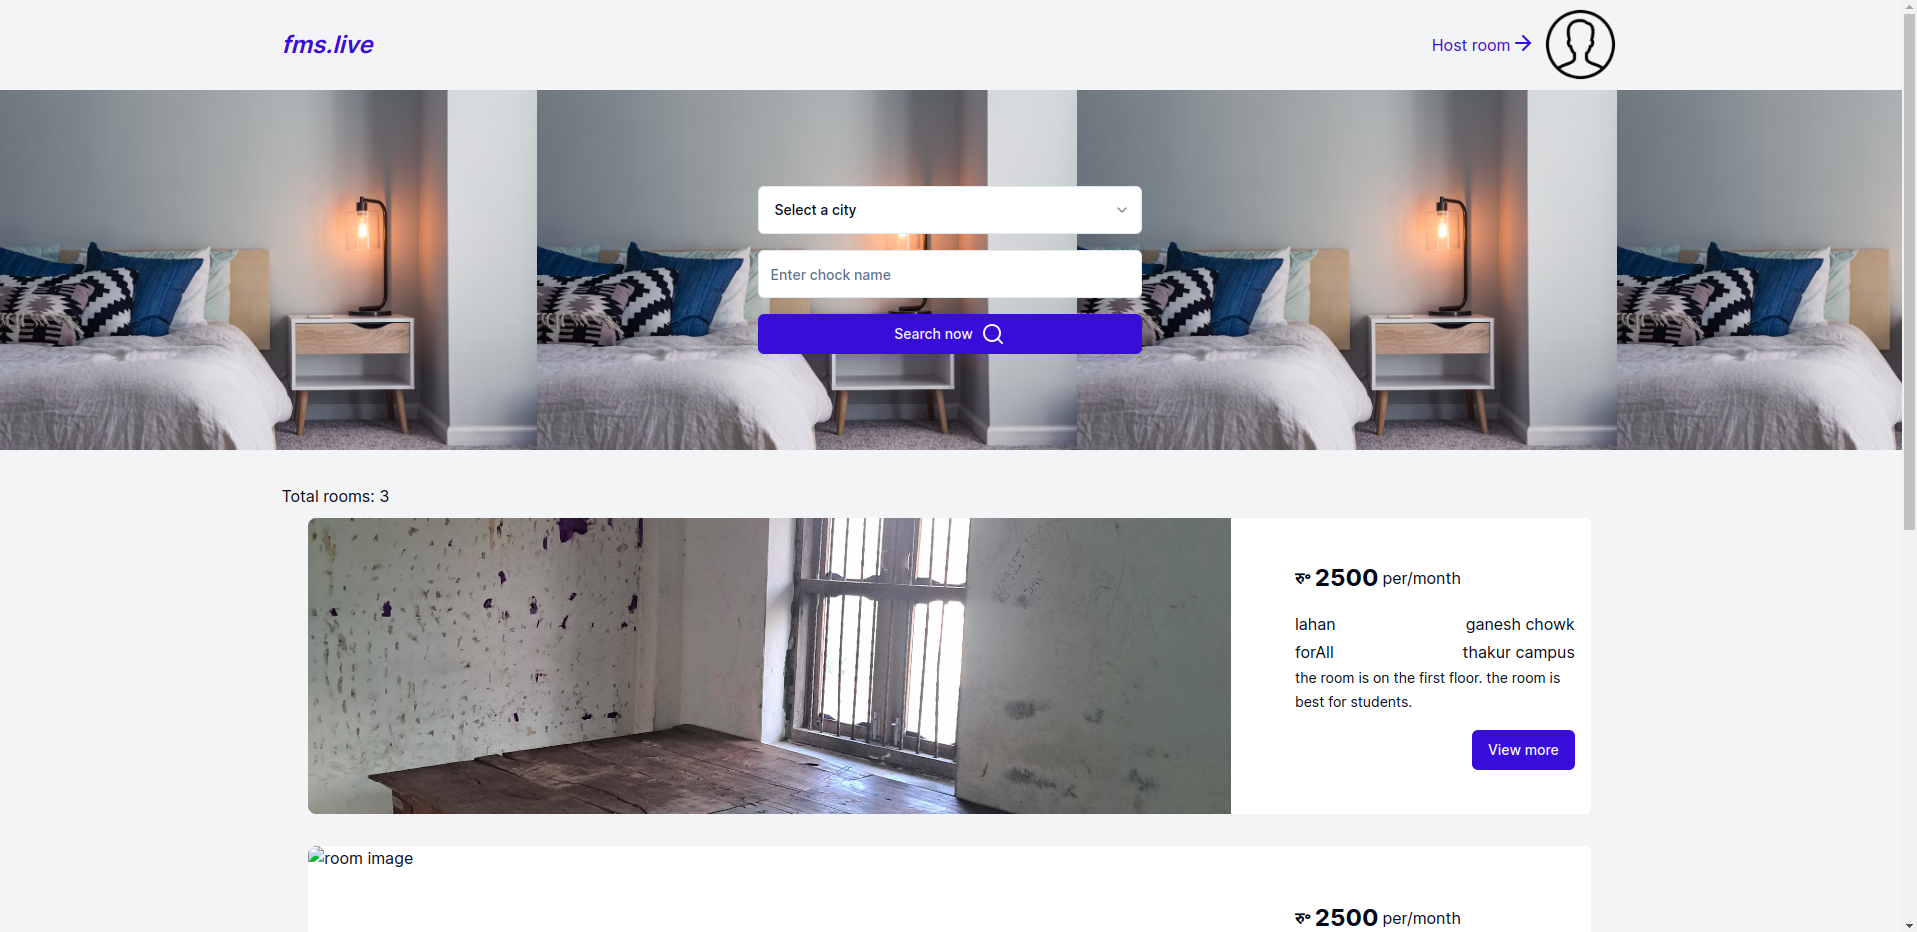 fms.live
Host room
Select a city
Enter chock name
Search now
Total rooms: 3
रु॰ 2500 per/month
lahan ganesh chowk
forAll thakur campus
the room is on the first floor. the room is
best for students.
View more
room image
रु॰ 2500 per/month